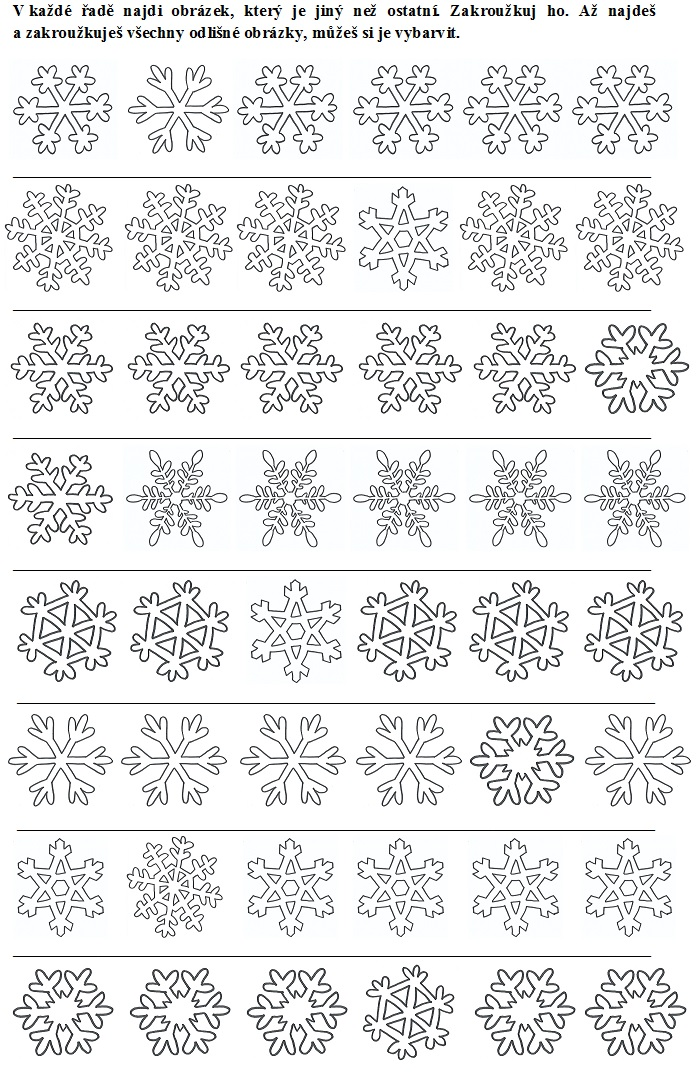 V každé řadě najdi obrázek, který je jiný než ostatní. Zakroužkuj ho. Až najdeš
a zakroužkuješ všechny odlišné obrázky, můžeš si je vybarvit.